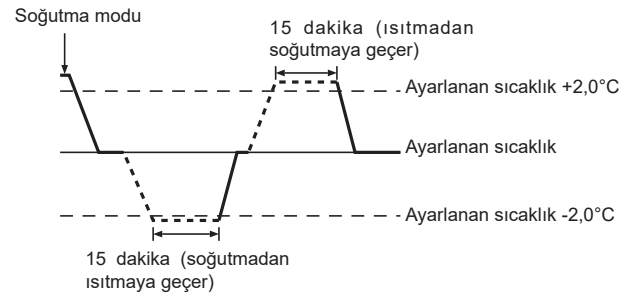 Soğutma modu
15 dakika (ısıtmadan
soğutmaya geçer)
Ayarlanan sıcaklık +2,0°C
Ayarlanan sıcaklık
Ayarlanan sıcaklık -2,0°C
15 dakika (soğutmadan
ısıtmaya geçer)